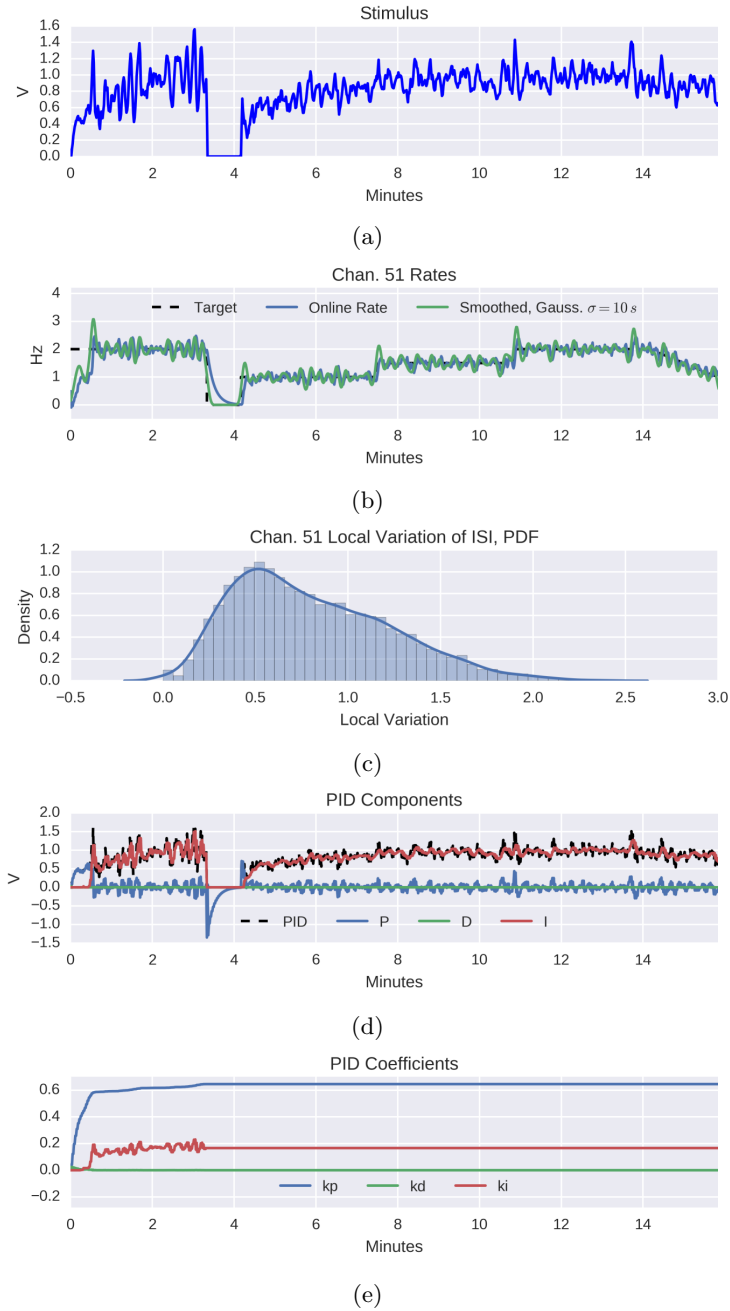 Stimulus
1.6
1.4
1.2
1.0
0.8
0.6
0.4
0.2
0.0
V
0 2 4 6 8 10 12 14
Minutes
(a)
Chan. 51 Rates
4
3
2
1
0
Hz
Target Online Rate Smoothed, Gauss. σ = 10 s
0 2 4 6 8 10 12 14
Minutes
(b)
Chan. 51 Local Variation of ISI, PDF
1.2
1.0
0.8
0.6
0.4
0.2
0.0
Density
−0.5 0.0 0.5 1.0 1.5 2.0 2.5 3.0
Local Variation
(c)
PID Components
2.0
1.5
1.0
0.5
0.0
−0.5
−1.0
−1.5
V
PID P D I
0 2 4 6 8 10 12 14
Minutes
(d)
PID Coefficients
0.6
0.4
0.2
0.0
−0.2
kp kd ki
0 2 4 6 8 10 12 14
Minutes
(e)